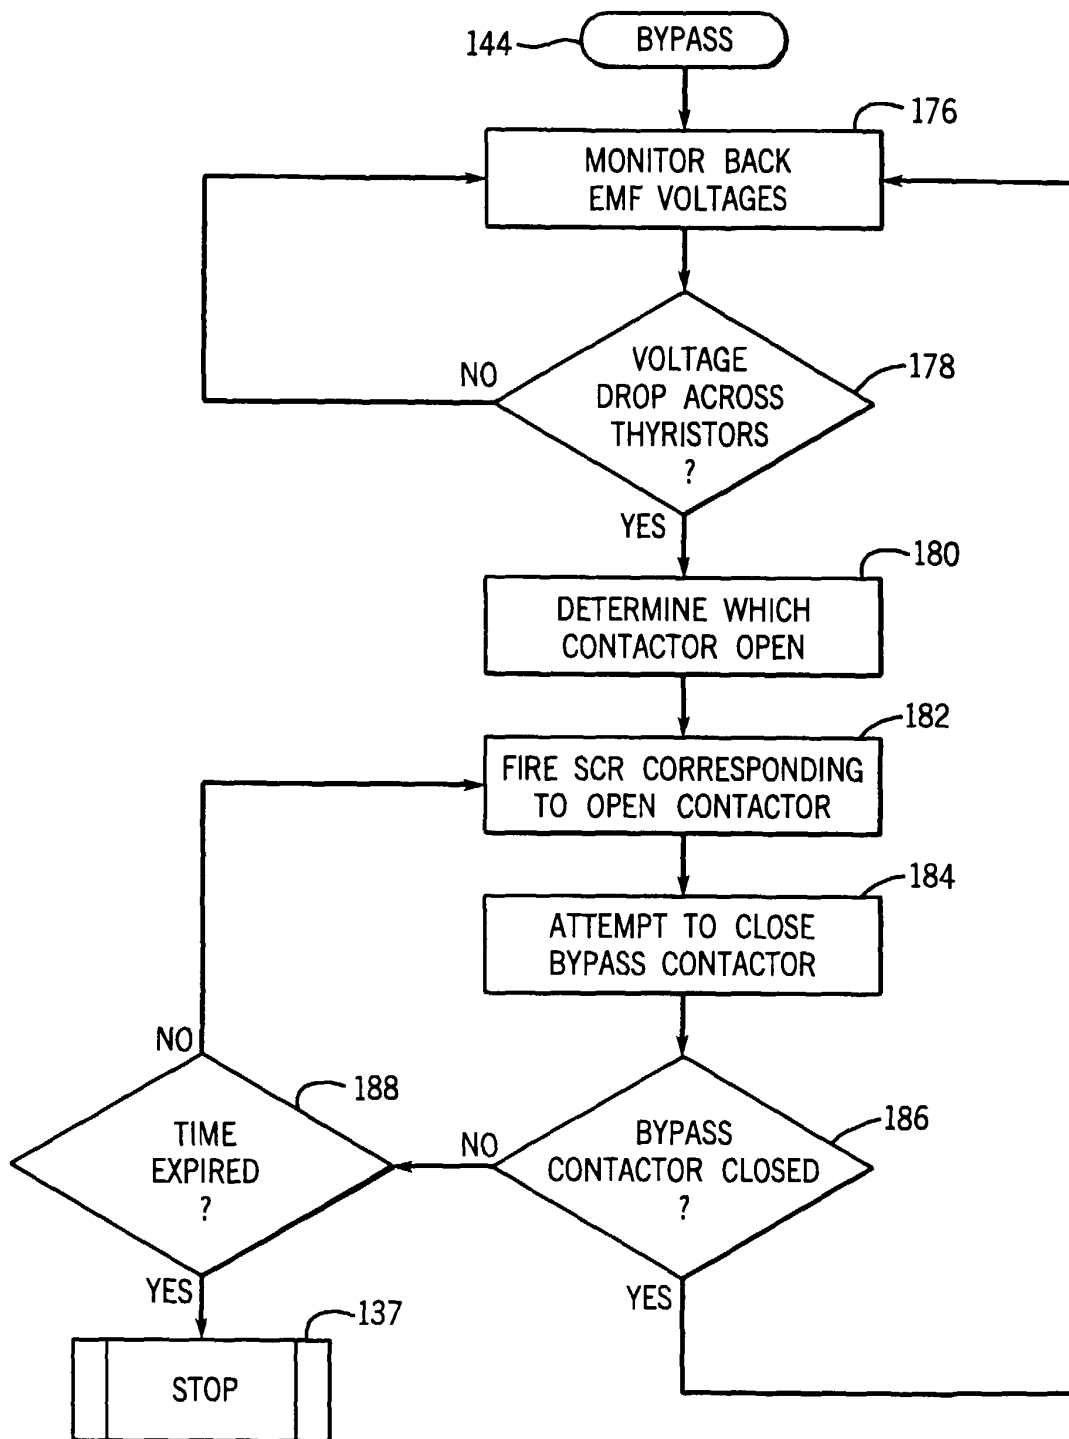 144
BYPASS
176
MONITOR BACK
EMF VOLTAGES
NO
VOLTAGE
DROP ACROSS
THYRISTORS
?
178
YES
180
DETERMINE WHICH
CONTACTOR OPEN
182
FIRE SCR CORRESPONDING
TO OPEN CONTACTOR
184
ATTEMPT TO CLOSE
BYPASS CONTACTOR
NO
188
TIME
EXPIRED
?
NO
BYPASS
CONTACTOR CLOSED
?
186
YES
YES
137
STOP